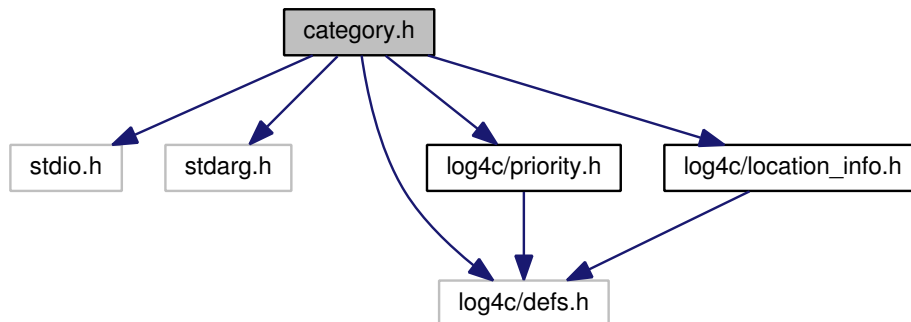 category.h
stdio.h
stdarg.h
log4c/priority.h
log4c/location_info.h
log4c/defs.h